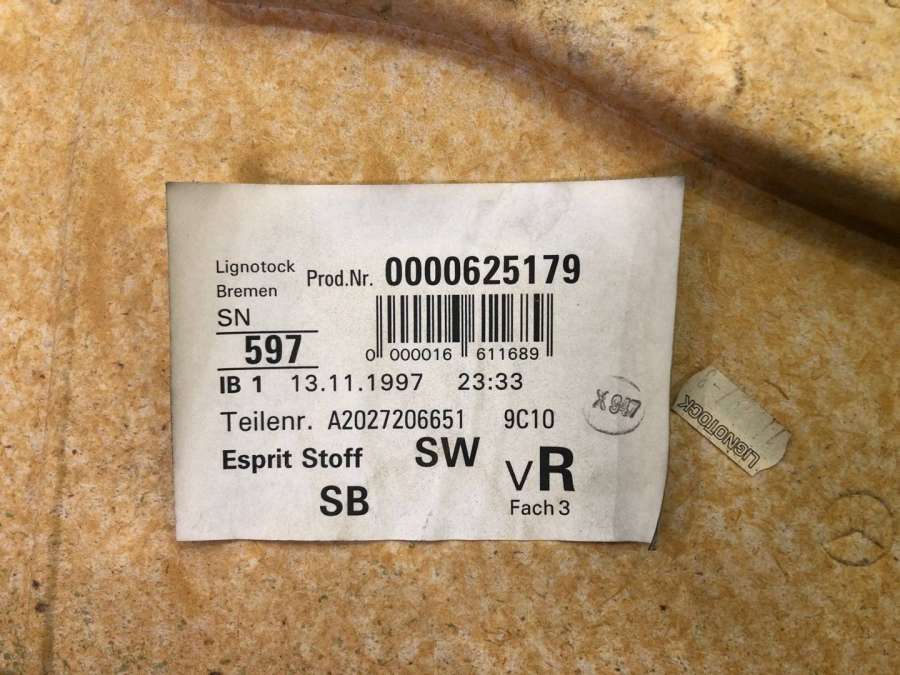 Lignotock
Bremen
Prod.Nr. 0000625179
SN
597
0 000016 611689
IB 1 13.11.1997 23:33
Teilenr. A2027206651 9C10
Esprit Stoff SW
SB
VR
Fach 3
X 947
LIGNOTOCK